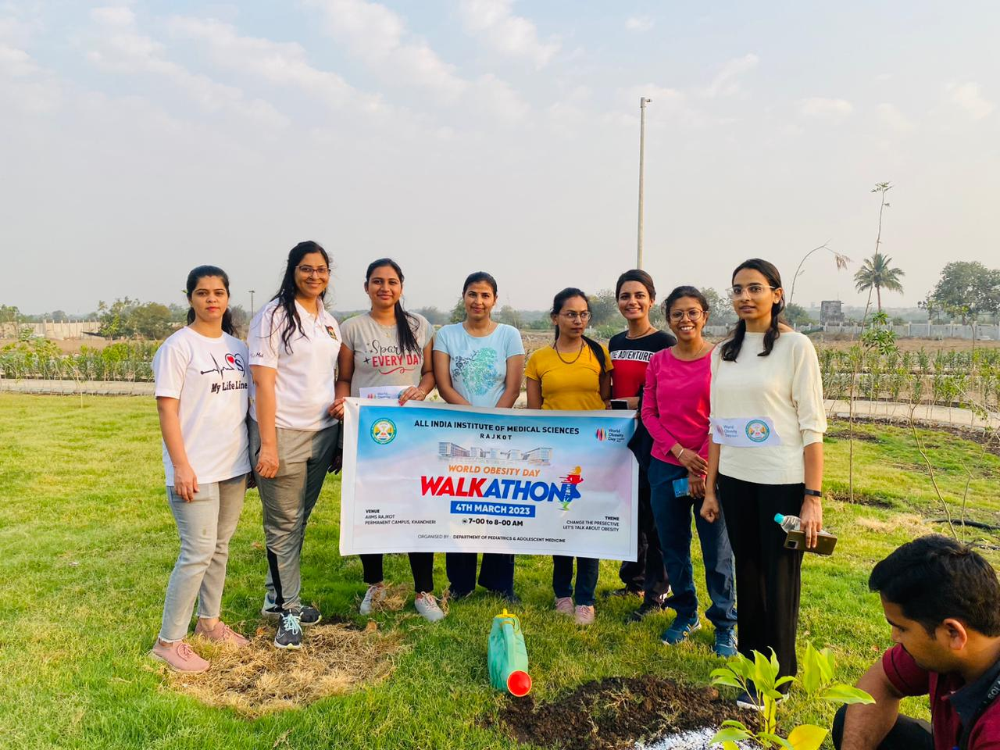 My Life Line
Spark
EVERY DAY
THE ADVENTURE
ALL INDIA INSTITUTE OF MEDICAL SCIENCES
RAJKOT
World
Obesity
Day
WORLD OBESITY DAY
WALKATHON
4TH MARCH 2023
7-00 to 8-00 AM
VENUE
AIIMS RAJKOT
PERMANENT CAMPUS, KHANDHERI
THEME
CHANGE THE PRESECTIVE
LET'S TALK ABOUT OBESITY
ORGANISED BY : DEPARTMENT OF PEDIATRICS & ADOLESCENT MEDICINE
World
Obesity
Day